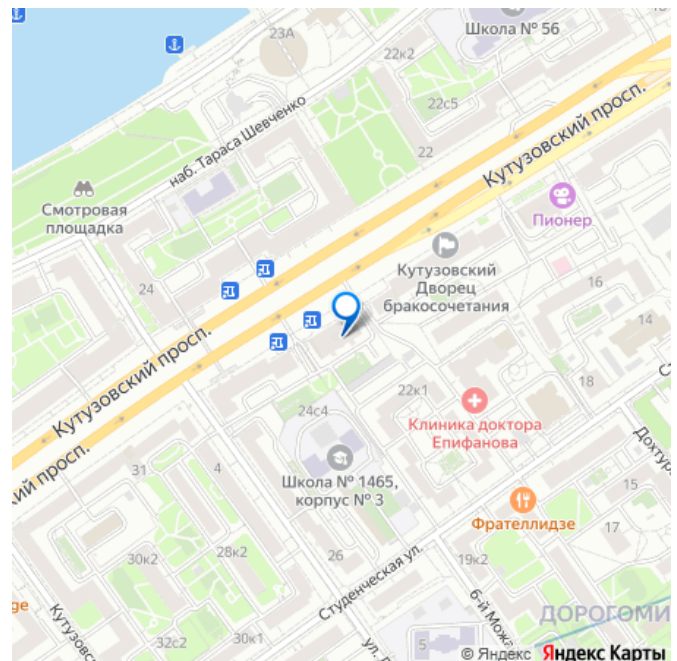 23А
Школа № 56
22к2
22с5
наб. Тараса Шевченко
Кутузовский просп.
22
Смотровая
площадка
Пионер
Кутузовский
Дворец
бракосочетания
24
16
14
Кутузовский просп.
18
22к1
24с4
Клиника доктора
Епифанова
31
4
Школа № 1465,
корпус № 3
15
Фрателлидзе
17
30к2
28к2
26
19к2
Студенческая ул.
6-й Можа
ДОРОГОМИ
32с2
30к1
5
© Яндекс Яндекс Карты